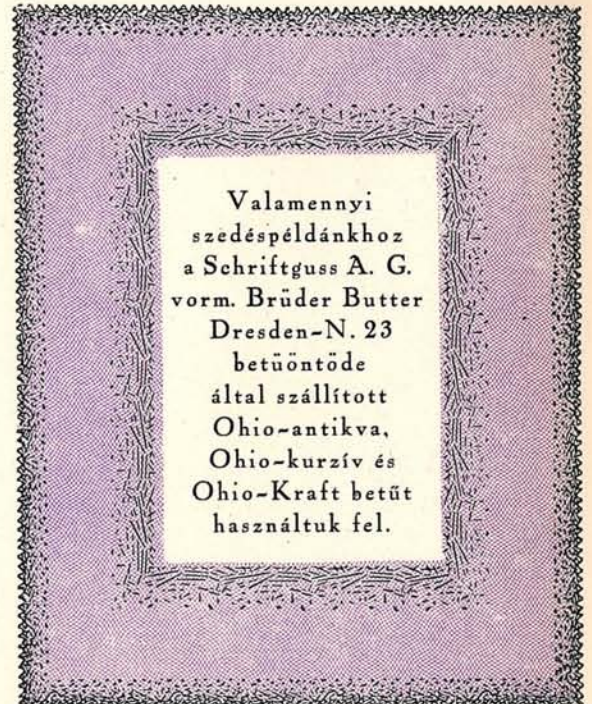 Valamennyi
szedéspéldánkhoz
a Schriftguss A. G.
vorm. Brüder Butter
Dresden-N. 23
betüöntöde
által szállított
Ohio-antikva,
Ohio-kurzív és
Ohio-Kraft betűt
használtuk fel.